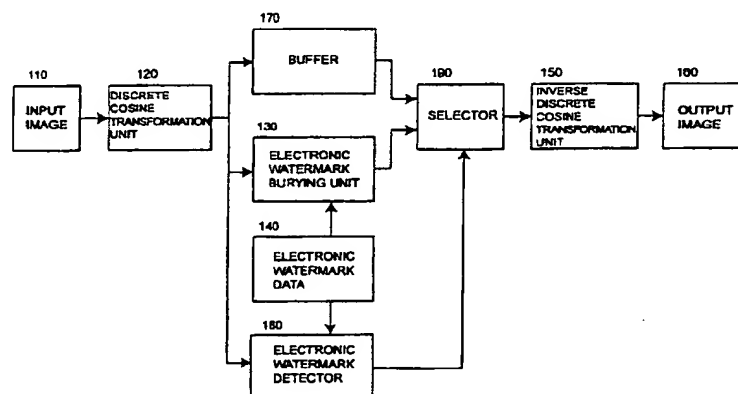 170
BUFFER
110
INPUT
IMAGE
120
DISCRETE
COSINE
TRANSFORMATION
UNIT
130
ELECTRONIC
WATERMARK
BURYING UNIT
140
ELECTRONIC
WATERMARK
DATA
180
ELECTRONIC
WATERMARK
DETECTOR
190
SELECTOR
150
INVERSE
DISCRETE
COSINE
TRANSFORMATION
UNIT
160
OUTPUT
IMAGE